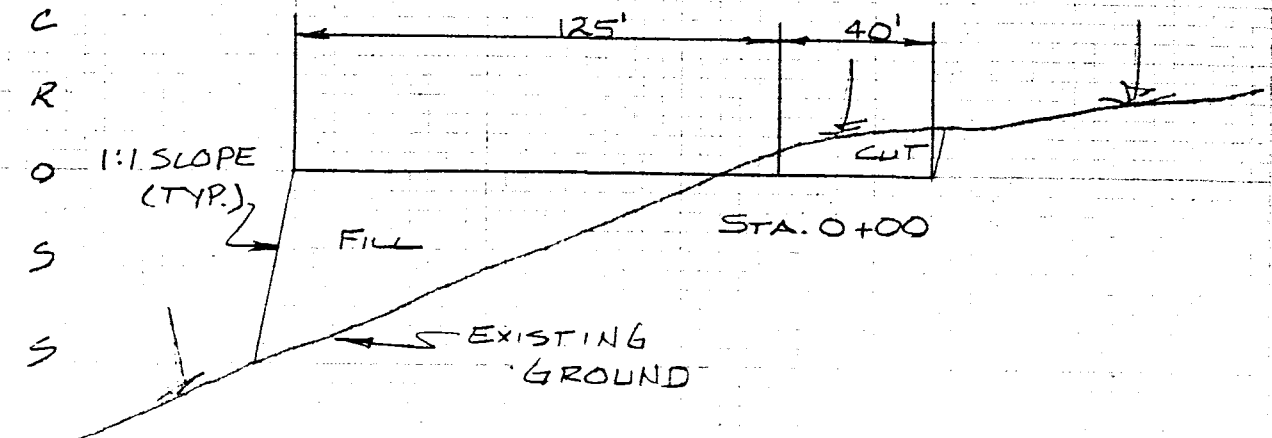 C
R
O
S
S
125'
40'
1:1 SLOPE
(TYP.)
CUT
FILL
STA. 0+00
EXISTING
GROUND